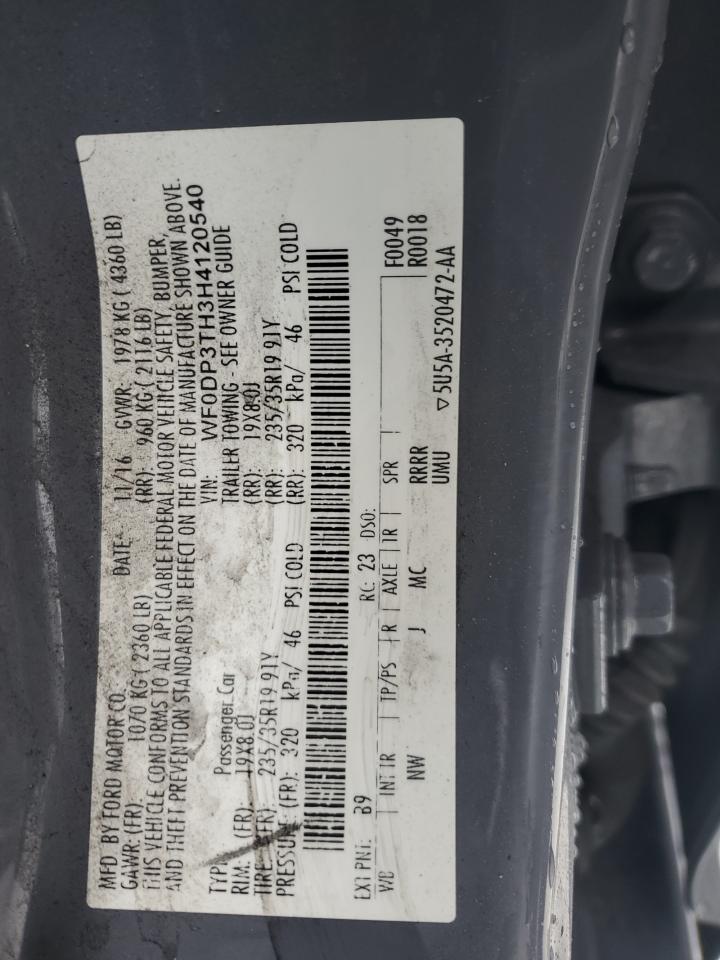 MFD BY FORD MOTOR CO. DATE: 11/16 GVWR: 1978 KG ( 4360 LB)
GAWR: (FR) 1070 KG ( 2360 LB) (RR): 960 KG ( 2116 LB)
THIS VEHICLE CONFORMS TO ALL APPLICABLE FEDERAL MOTOR VEHICLE SAFETY, BUMPER,
AND THEFT PREVENTION STANDARDS IN EFFECT ON THE DATE OF MANUFACTURE SHOWN ABOVE.
VIN: WF0DP3TH3H4120540
TYPE: Passenger Car TRAILER TOWING - SEE OWNER GUIDE
RIM: (FR): 19X8.0J (RR): 19X8.0J
TIRE: (FR): 235/35R19 91Y (RR): 235/35R19 91Y
PRESSURE: (FR): 320 kPa/ 46 PSI COLD (RR): 320 kPa/ 46 PSI COLD
EXT PNT: B9 RC: 23 DSO: F0049
WB INT TR TP/PS R AXLE TR SPR R0018
NW J MC RRRR
UMU ▽ 5U5A-3520472-AA